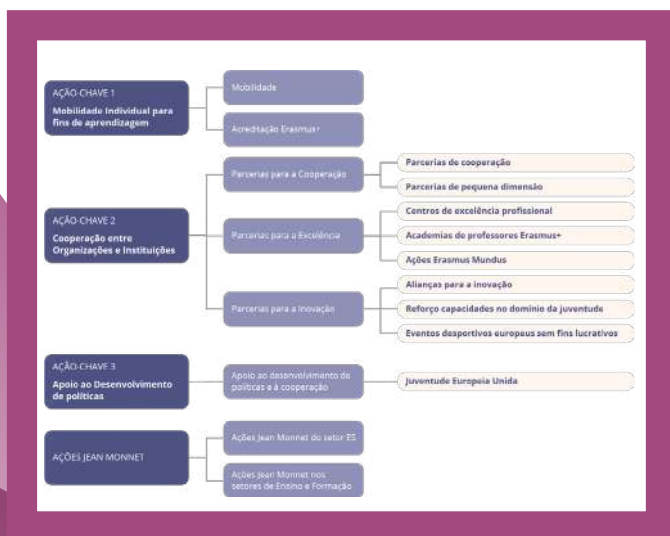 AÇÃO-CHAVE 1
Mobilidade Individual para
fins de aprendizagem
Mobilidade
Acreditação Erasmus+
AÇÃO-CHAVE 2
Cooperação entre
Organizações e Instituições
Parcerias para a Cooperação
Parcerias de cooperação
Parcerias de pequena dimensão
Parcerias para a Excelência
Centros de excelência profissional
Academias de professores Erasmus+
Ações Erasmus Mundus
Parcerias para a Inovação
Alianças para a inovação
Reforço capacidades no domínio da juventude
Eventos desportivos europeus sem fins lucrativos
AÇÃO-CHAVE 3
Apoio ao Desenvolvimento
de políticas
Apoio ao desenvolvimento de
políticas e à cooperação
Juventude Europeia Unida
AÇÕES JEAN MONNET
Ações Jean Monnet do setor ES
Ações Jean Monnet nos
setores de Ensino e Formação